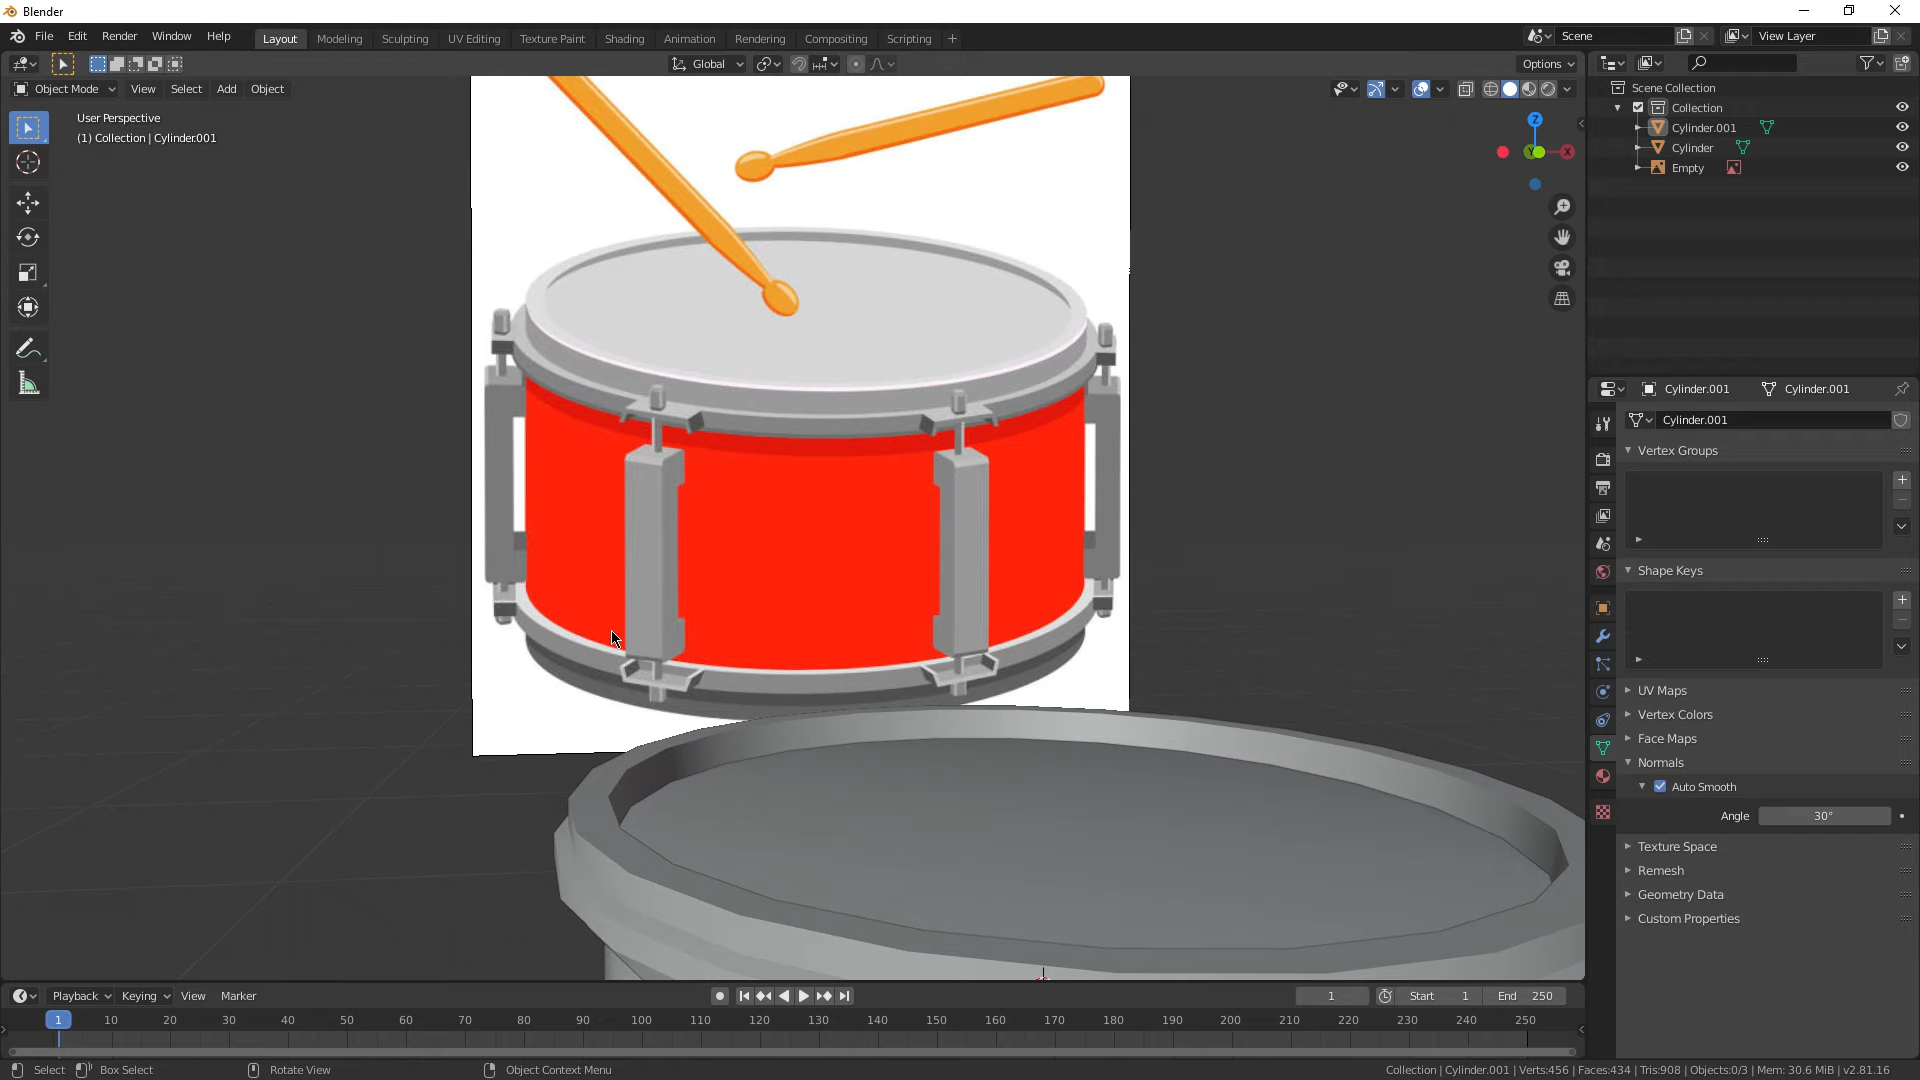 Blender
File Edit Render Window Help
Layout Modeling Sculpting UV Editing Texture Paint Shading Animation Rendering Compositing Scripting +
Scene
View Layer
Global
Options
Object Mode View Select Add Object
User Perspective
(1) Collection | Cylinder.001
Z
Y
X
Scene Collection
Collection
Cylinder.001
Cylinder
Empty
Cylinder.001 Cylinder.001
Cylinder.001
Vertex Groups
Shape Keys
UV Maps
Vertex Colors
Face Maps
Normals
Auto Smooth
Angle 30°
Texture Space
Remesh
Geometry Data
Custom Properties
Playback Keying View Marker
1 Start 1 End 250
1 10 20 30 40 50 60 70 80 90 100 110 120 130 140 150 160 170 180 190 200 210 220 230 240 250
Select Box Select Rotate View Object Context Menu
Collection | Cylinder.001 | Verts:456 | Faces:434 | Tris:908 | Objects:0/3 | Mem: 30.6 MiB | v2.81.16